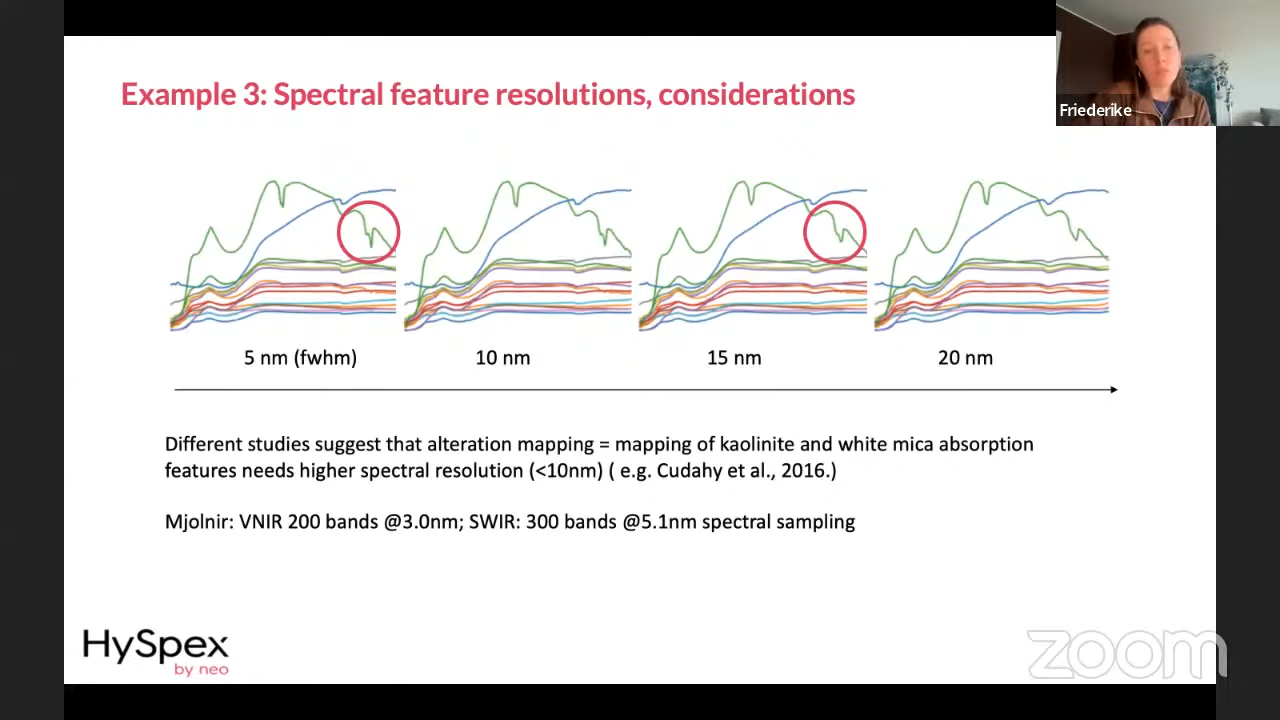 Example 3: Spectral feature resolutions, considerations
Friederike
5 nm (fwhm)
10 nm
15 nm
20 nm
Different studies suggest that alteration mapping = mapping of kaolinite and white mica absorption
features needs higher spectral resolution (<10nm) ( e.g. Cudahy et al., 2016.)
Mjolnir: VNIR 200 bands @3.0nm; SWIR: 300 bands @5.1nm spectral sampling
HySpex
by neo
zoom